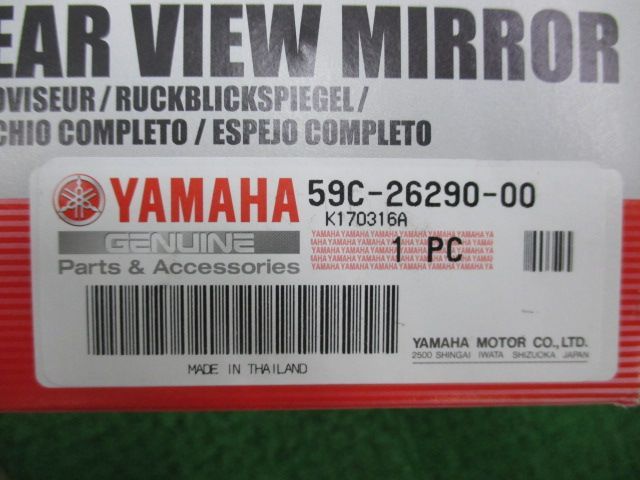 EAR VIEW MIRROR
OVISEUR / RUCKBLICKSPIEGEL /
CHIO COMPLETO / ESPEJO COMPLETO
YAMAHA 59C-26290-00
K170316A
GENUINE
Parts & Accessories
1 PC
YAMAHA MOTOR CO., LTD.
2500 SHINGAI IWATA SHIZUOKA JAPAN
MADE IN THAILAND